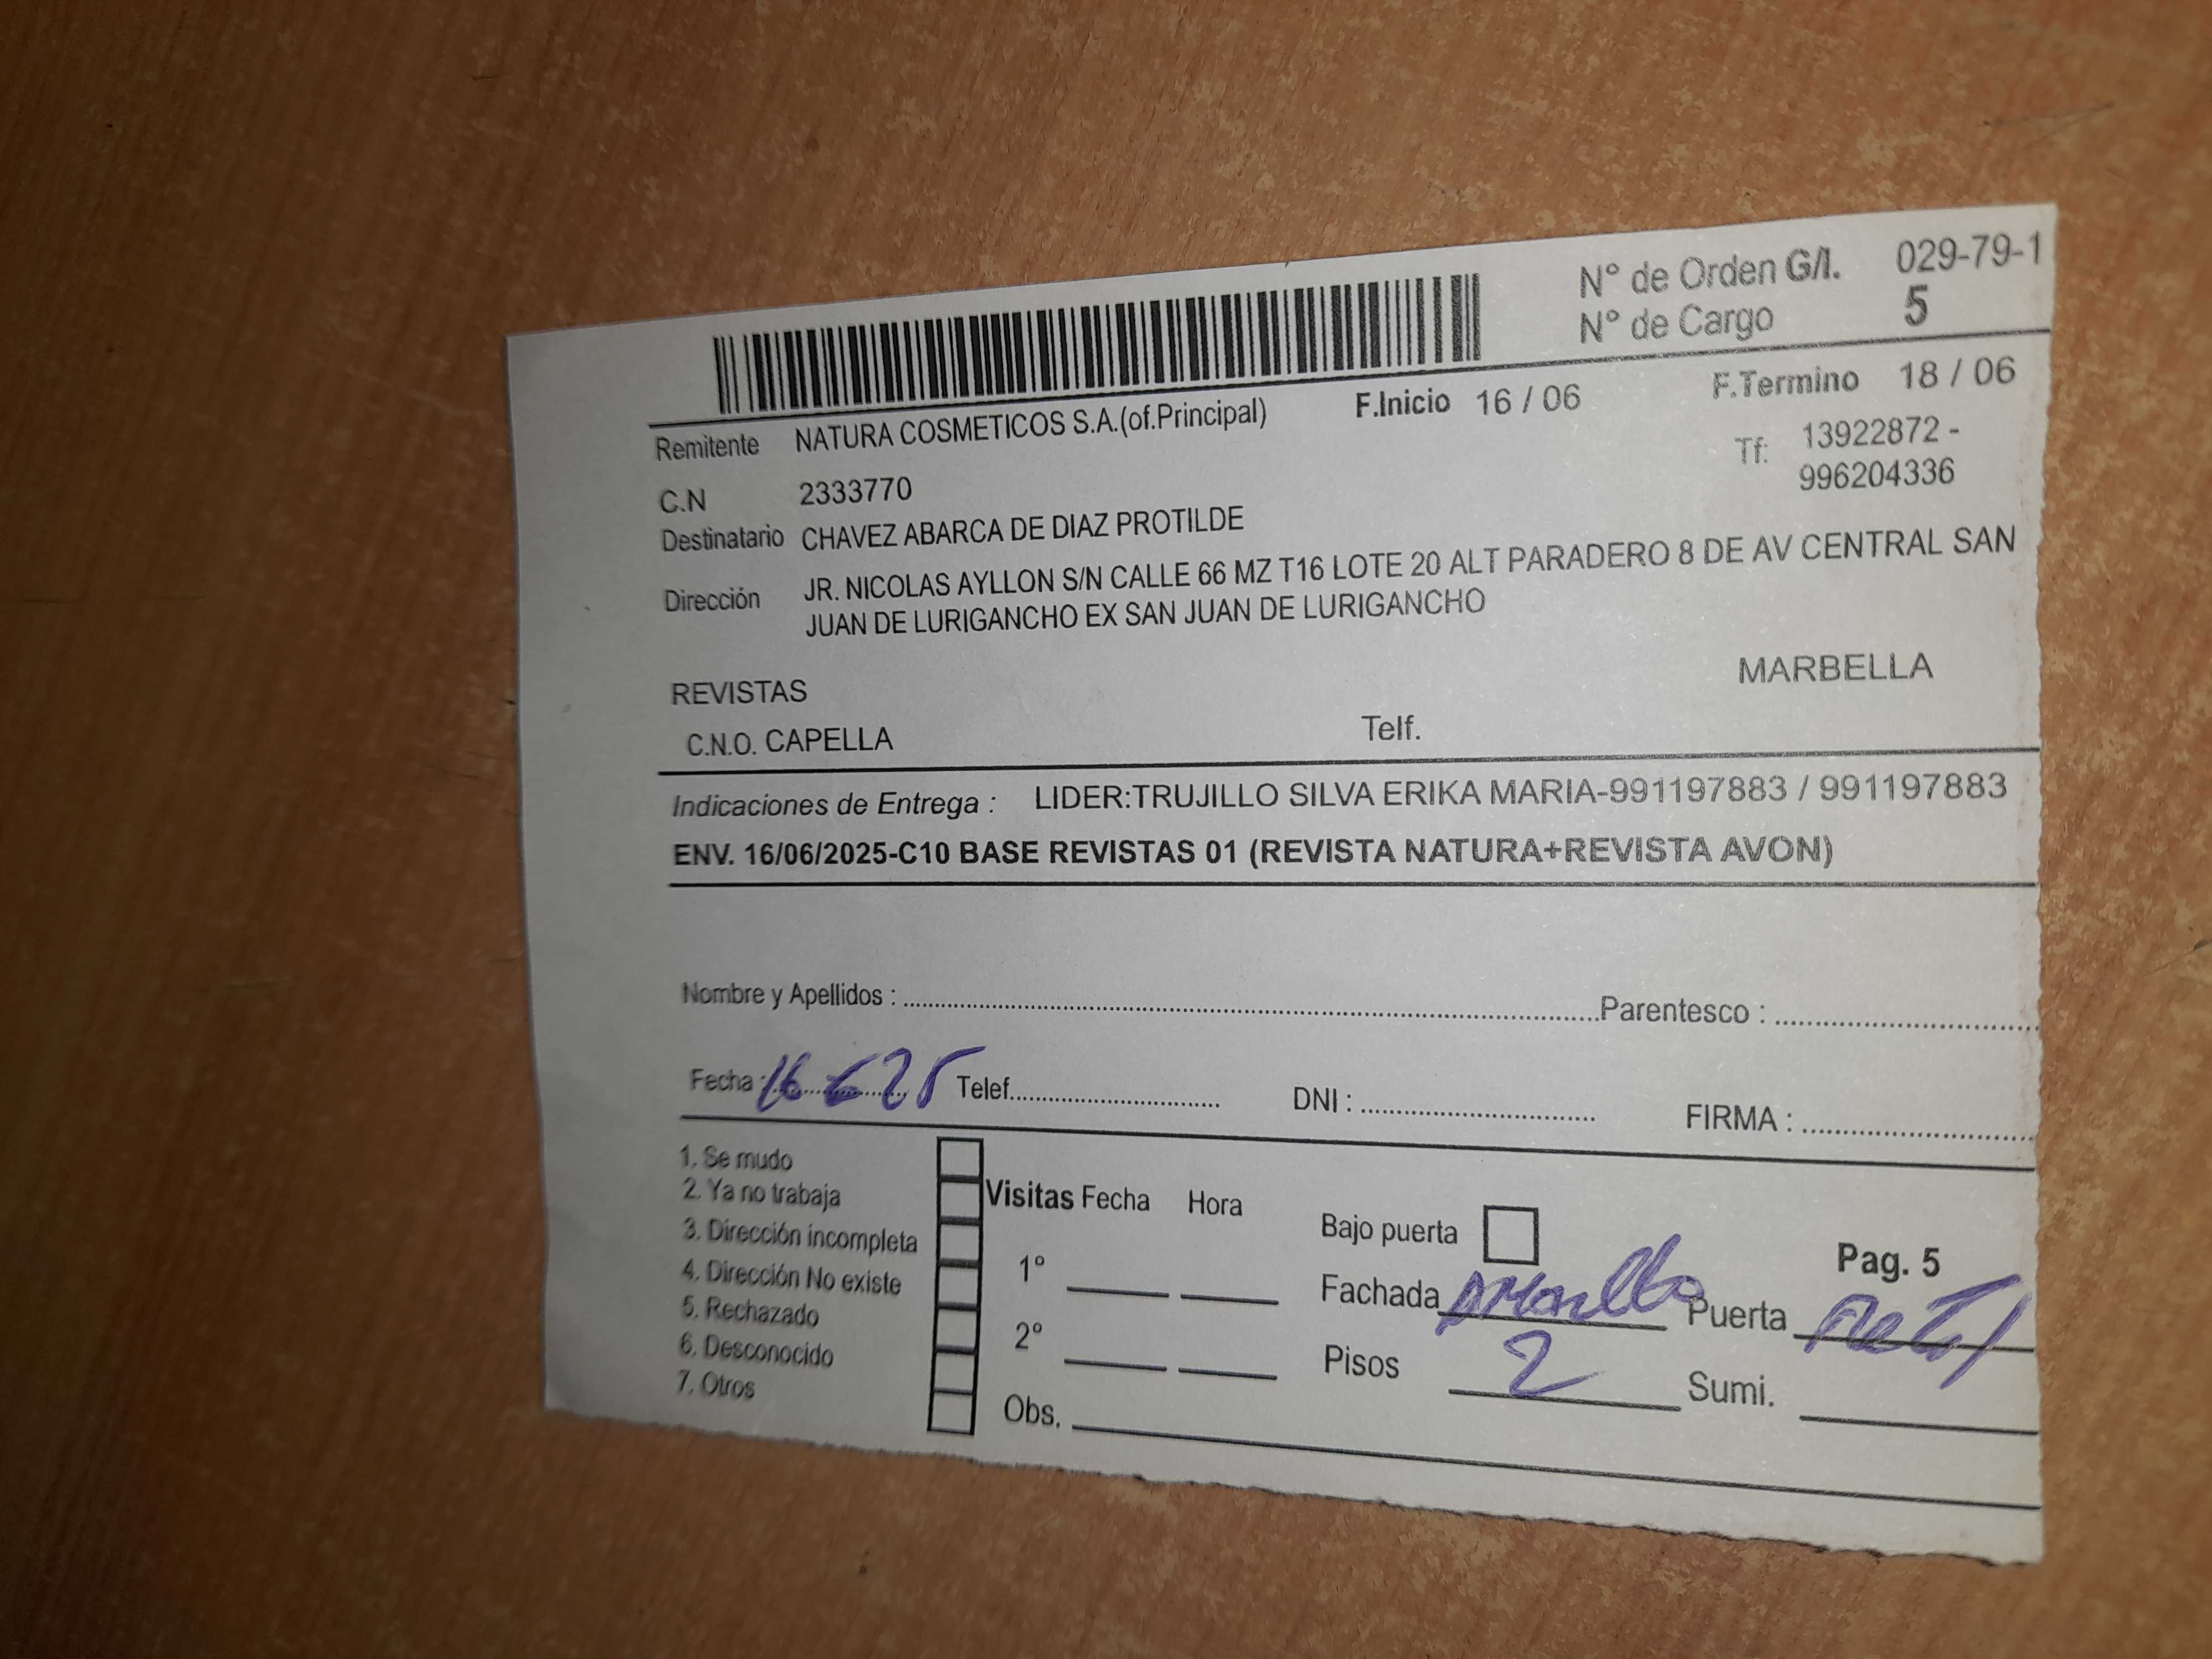 N° de Orden G/I. 029-79-1
N° de Cargo 5
F.Inicio 16 / 06 F.Termino 18 / 06
Remitente NATURA COSMETICOS S.A.(of.Principal)
Tf: 13922872 -
996204336
C.N 2333770
Destinatario CHAVEZ ABARCA DE DIAZ PROTILDE
Dirección JR. NICOLAS AYLLON S/N CALLE 66 MZ T16 LOTE 20 ALT PARADERO 8 DE AV CENTRAL SAN
JUAN DE LURIGANCHO EX SAN JUAN DE LURIGANCHO
REVISTAS MARBELLA
C.N.O. CAPELLA Telf.
Indicaciones de Entrega : LIDER:TRUJILLO SILVA ERIKA MARIA-991197883 / 991197883
ENV. 16/06/2025-C10 BASE REVISTAS 01 (REVISTA NATURA+REVISTA AVON)
Nombre y Apellidos : Parentesco :
Fecha : 16 6 25 Telef. DNI : FIRMA :
1. Se mudo
2. Ya no trabaja
3. Dirección incompleta
4. Dirección No existe
5. Rechazado
6. Desconocido
7. Otros
Visitas Fecha Hora
1°
2°
Obs.
Bajo puerta
Pag. 5
Fachada Amarillo Puerta
Pisos 2 Sumi.